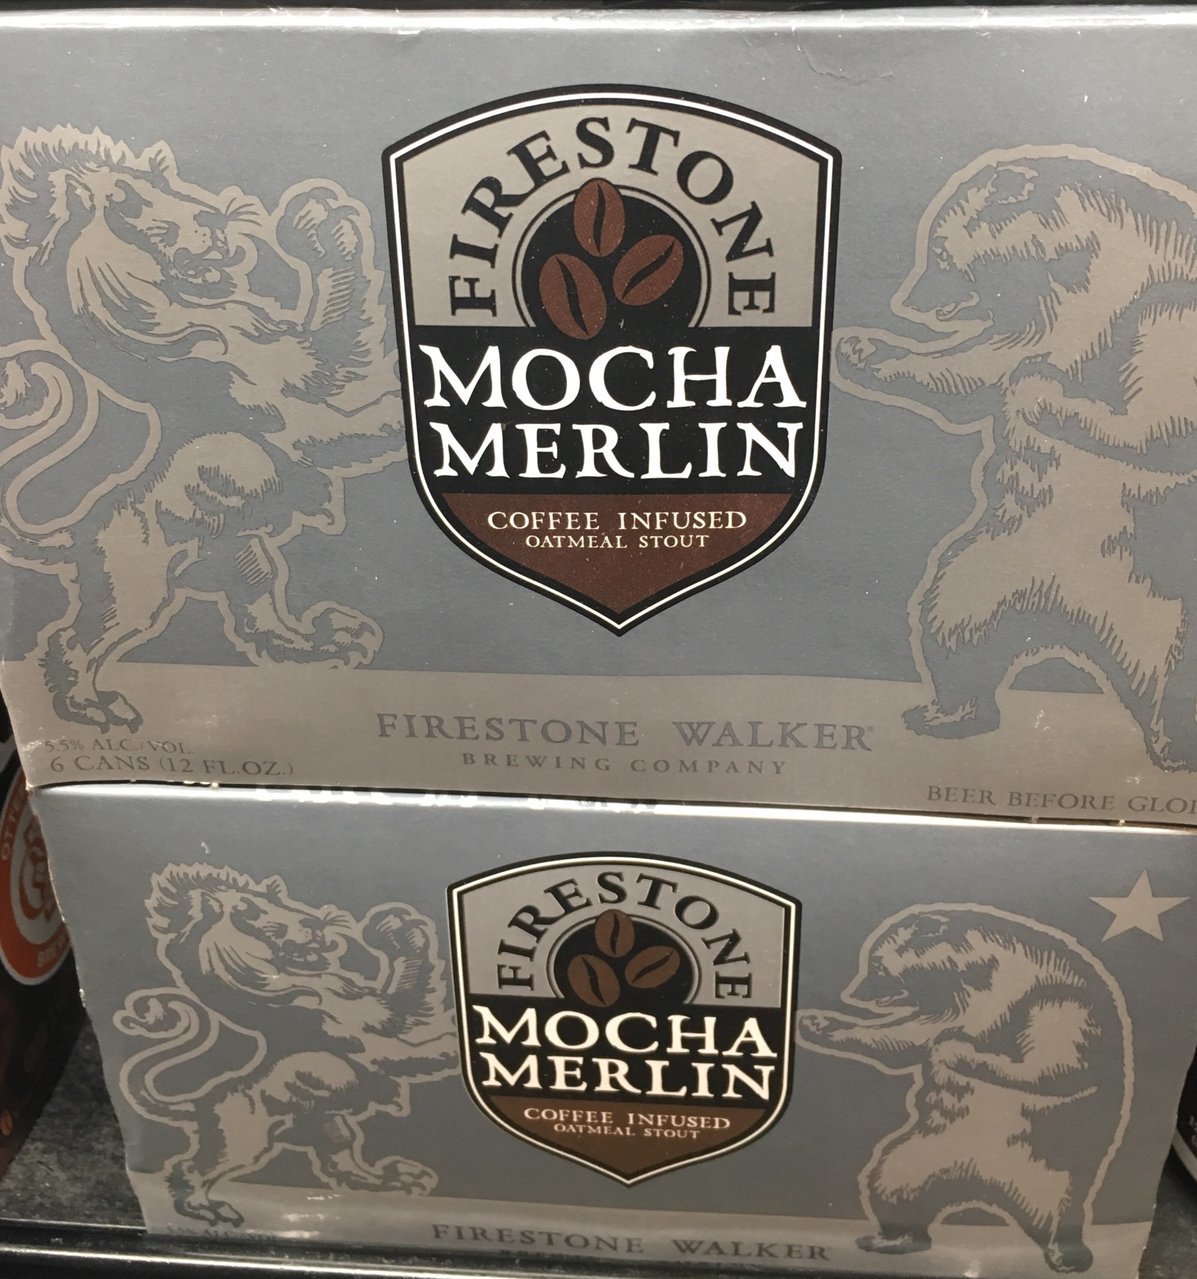 FIRESTONE
MOCHA
MERLIN
COFFEE INFUSED
OATMEAL STOUT
FIRESTONE WALKER
BREWING COMPANY
5.5% ALC./VOL.
6 CANS (12 FL.OZ.)
BEER BEFORE
FIRESTONE
MOCHA
MERLIN
COFFEE INFUSED
OATMEAL STOUT
FIRESTONE WALKER